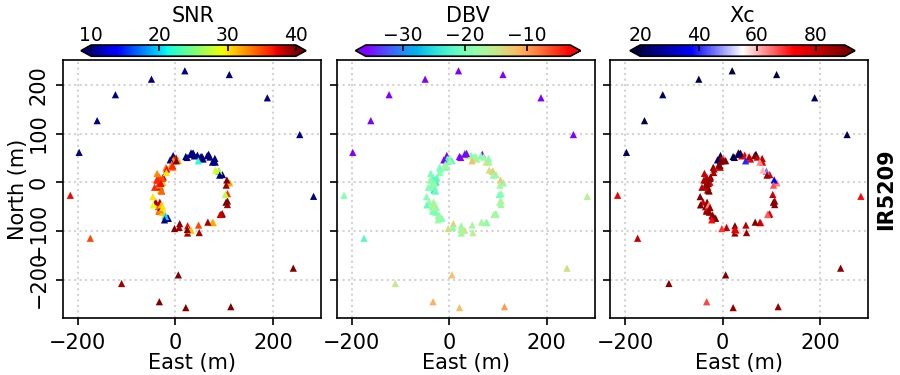 SNR DBV Xc
10 20 30 40 −30 −20 −10 20 40 60 80
North (m)
200
100
0
−100
−200
−200 0 200 −200 0 200 −200 0 200
East (m) East (m) East (m)
IR5209